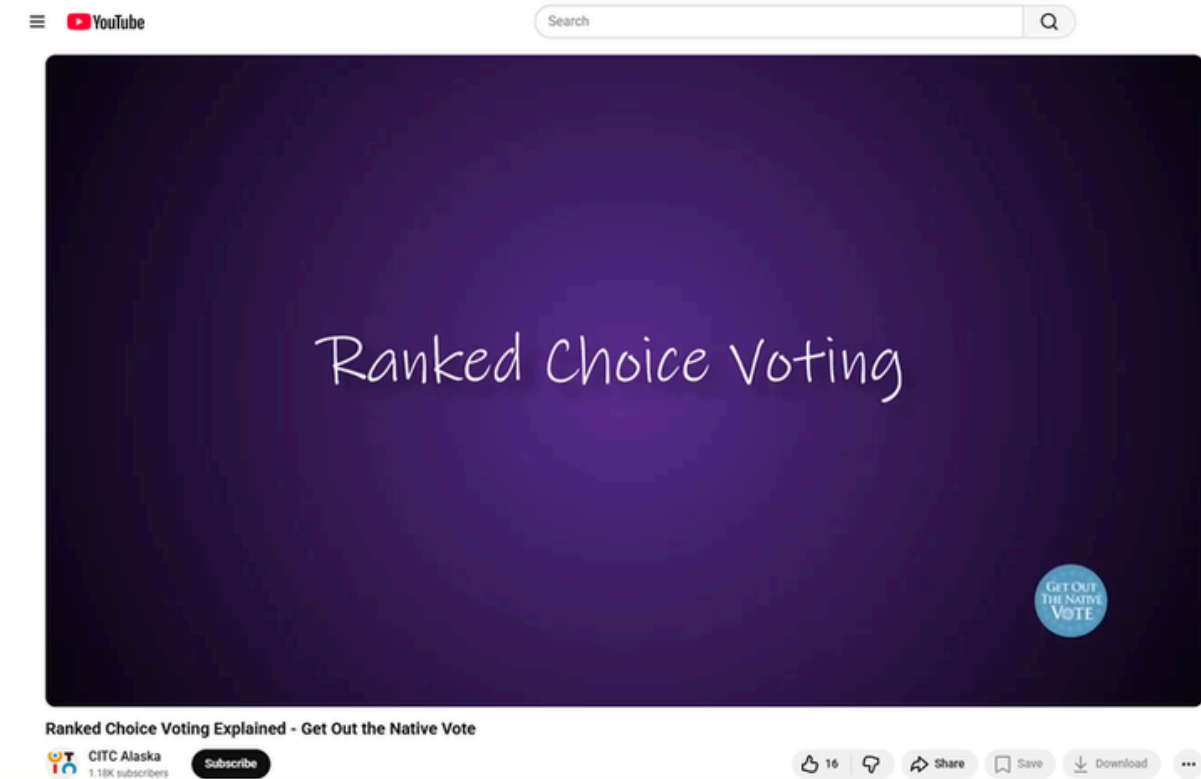 YouTube
Search
Ranked Choice Voting
GET OUT
THE NATIVE
VOTE
Ranked Choice Voting Explained - Get Out the Native Vote
CITC Alaska
1.18K subscribers
Subscribe
16
Share
Save
Download